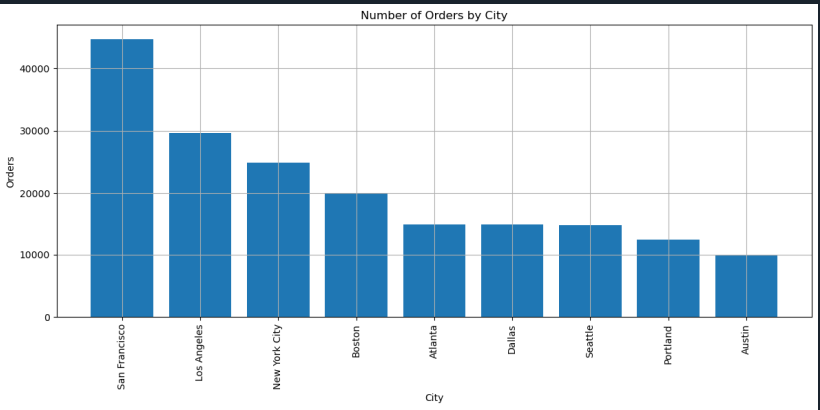 Number of Orders by City
Orders
40000
30000
20000
10000
0
San Francisco
Los Angeles
New York City
Boston
Atlanta
Dallas
Seattle
Portland
Austin
City